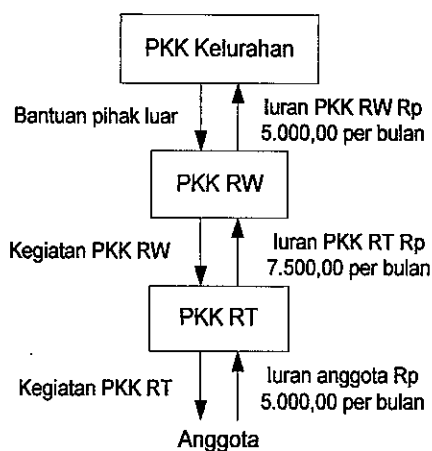 PKK Kelurahan
Bantuan pihak luar
Iuran PKK RW Rp
5.000,00 per bulan
PKK RW
Kegiatan PKK RW
Iuran PKK RT Rp
7.500,00 per bulan
PKK RT
Kegiatan PKK RT
Iuran anggota Rp
5.000,00 per bulan
Anggota